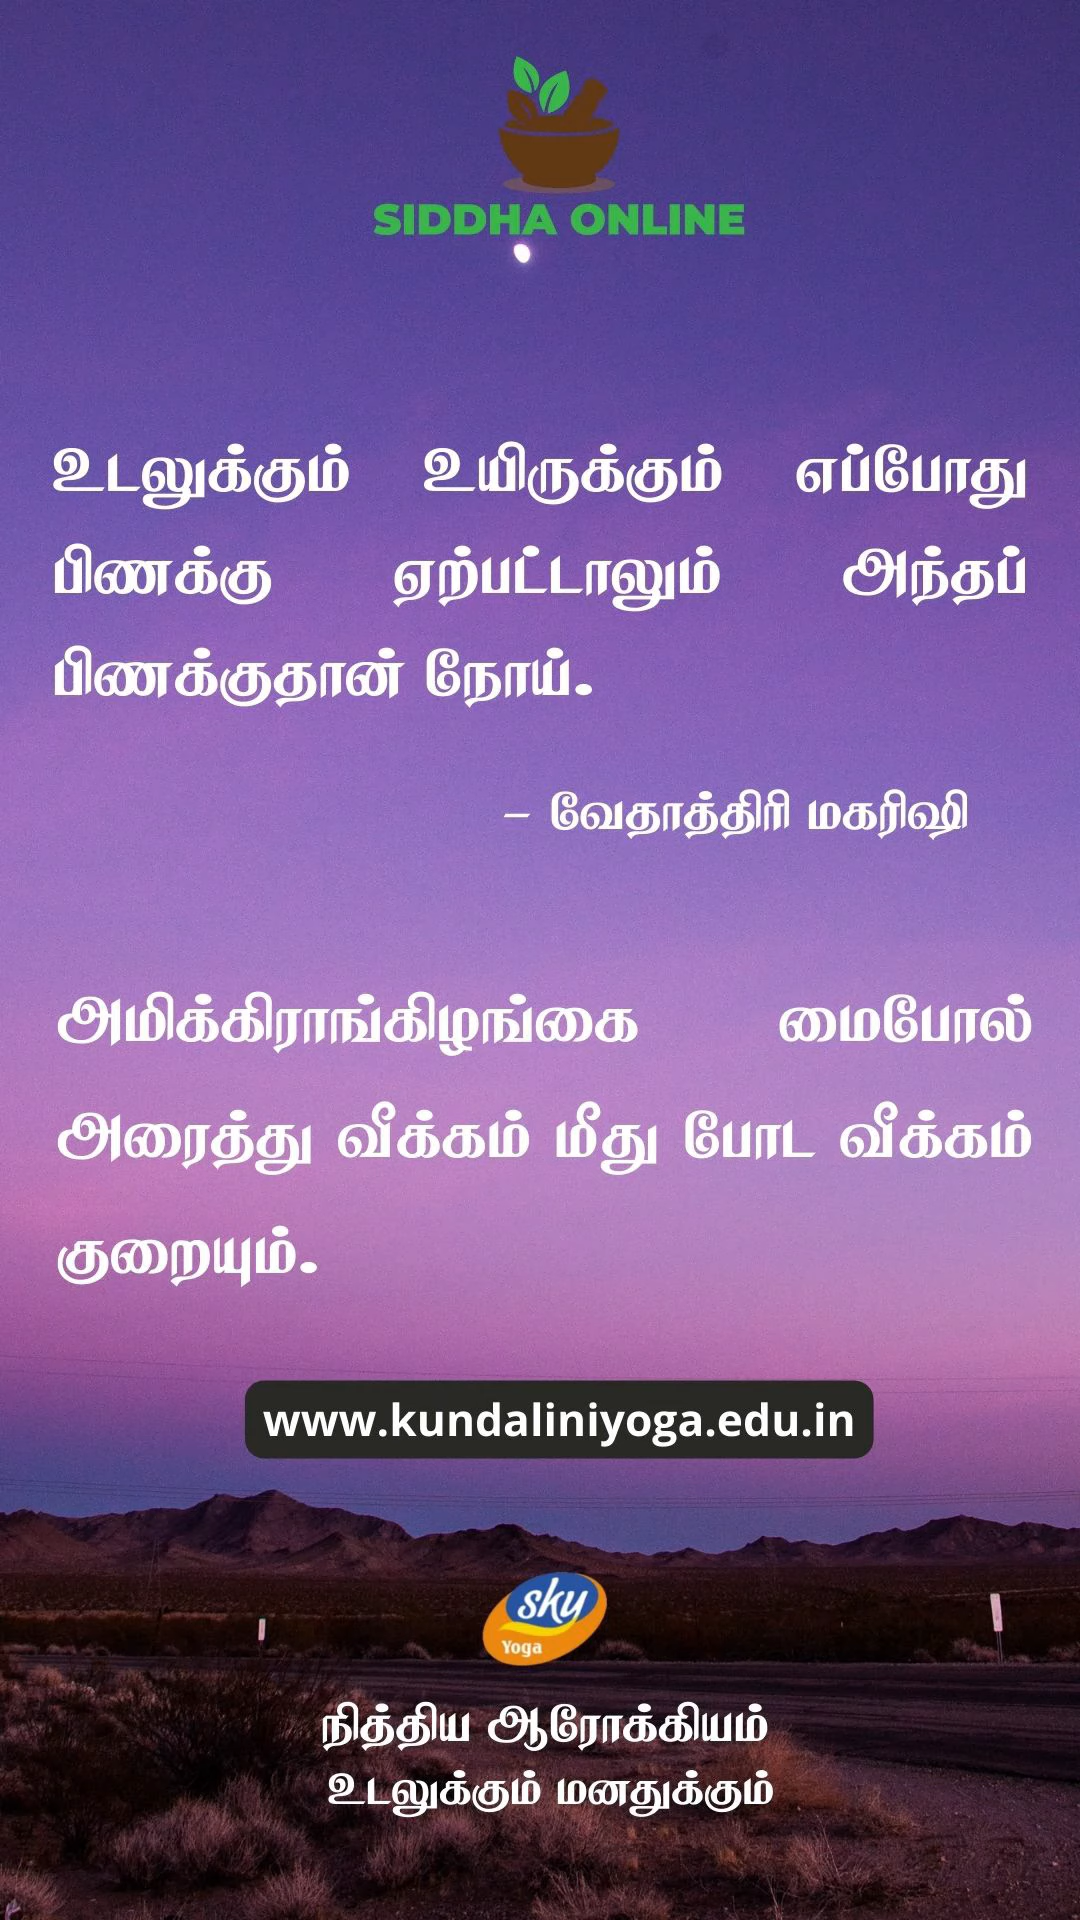 SIDDHA ONLINE
உடலுக்கும் உயிருக்கும் எப்போது
பிணக்கு ஏற்பட்டாலும் அந்தப்
பிணக்குதான் நோய்.
- வேதாத்திரி மகரிஷி
அமிக்கிராங்கிழங்கை மைபோல்
அரைத்து வீக்கம் மீது போட வீக்கம்
குறையும்.
www.kundaliniyoga.edu.in
sky
Yoga
நித்திய ஆரோக்கியம்
உடலுக்கும் மனதுக்கும்